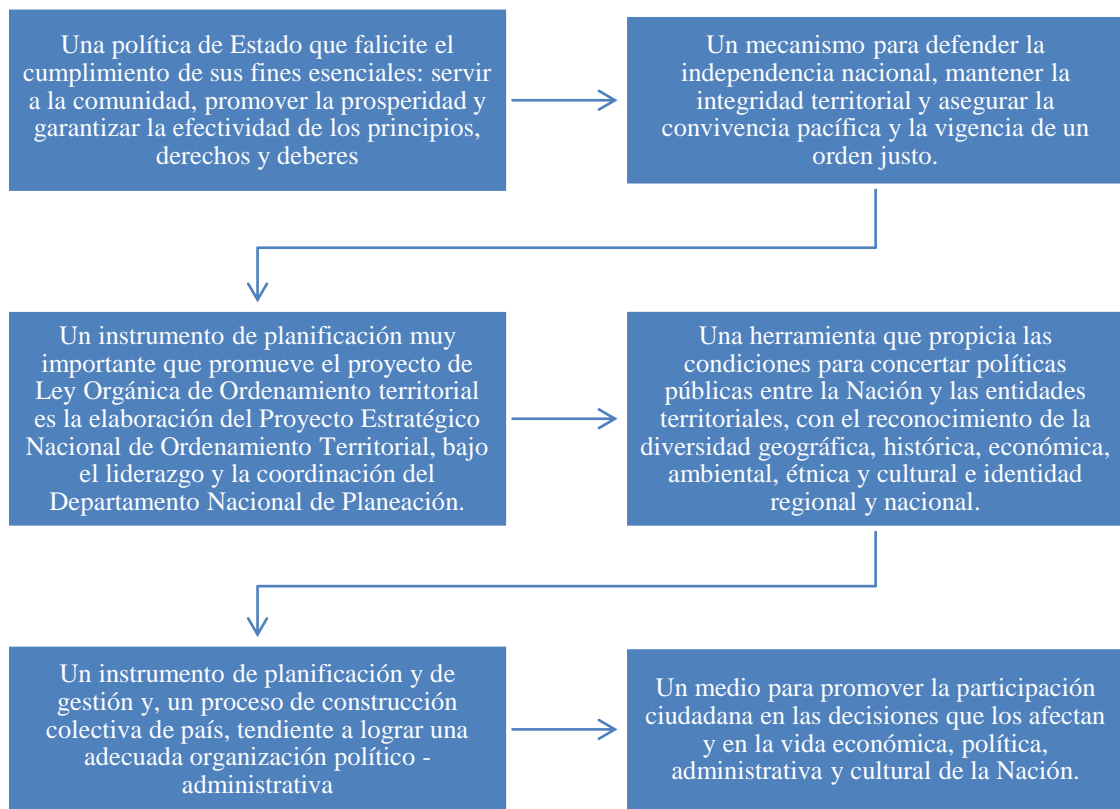 Una política de Estado que falicite el
cumplimiento de sus fines esenciales: servir
a la comunidad, promover la prosperidad y
garantizar la efectividad de los principios,
derechos y deberes
Un mecanismo para defender la
independencia nacional, mantener la
integridad territorial y asegurar la
convivencia pacífica y la vigencia de un
orden justo.
Un instrumento de planificación muy
importante que promueve el proyecto de
Ley Orgánica de Ordenamiento territorial
es la elaboración del Proyecto Estratégico
Nacional de Ordenamiento Territorial, bajo
el liderazgo y la coordinación del
Departamento Nacional de Planeación.
Una herramienta que propicia las
condiciones para concertar políticas
públicas entre la Nación y las entidades
territoriales, con el reconocimiento de la
diversidad geográfica, histórica, económica,
ambiental, étnica y cultural e identidad
regional y nacional.
Un instrumento de planificación y de
gestión y, un proceso de construcción
colectiva de país, tendiente a lograr una
adecuada organización político -
administrativa
Un medio para promover la participación
ciudadana en las decisiones que los afectan
y en la vida económica, política,
administrativa y cultural de la Nación.